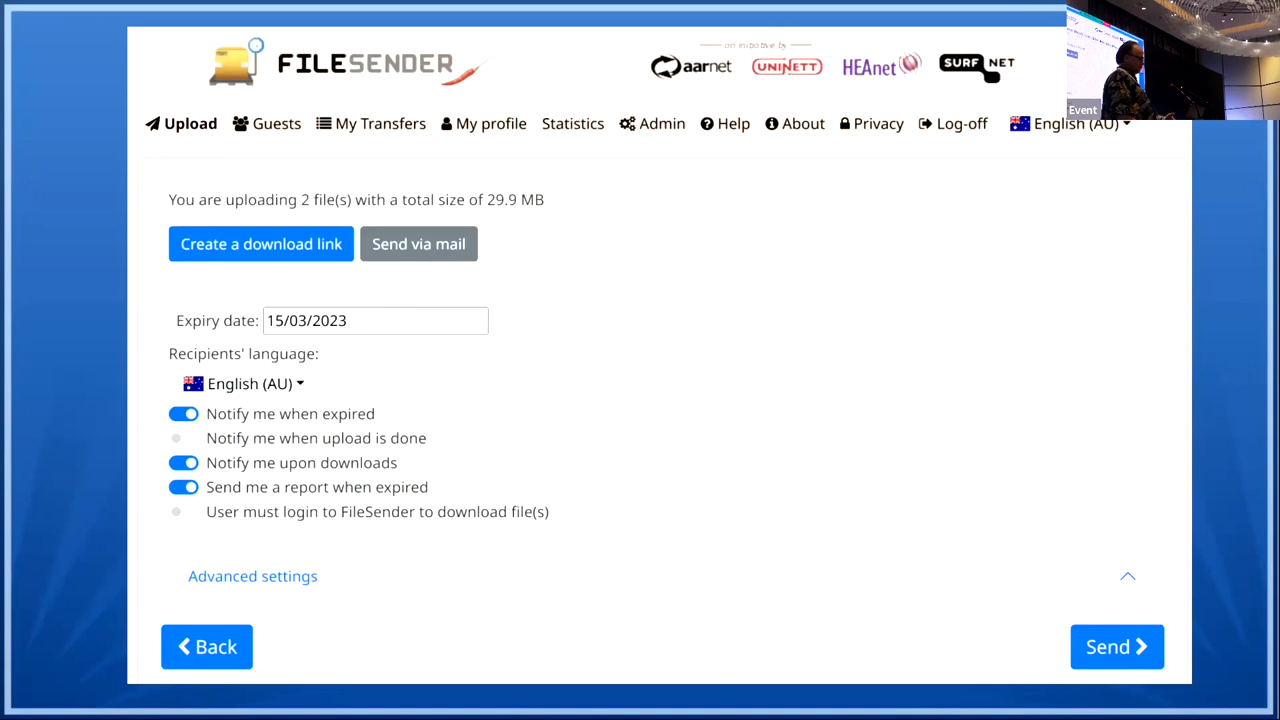 FILESENDER
an initiative by
aarnet UNINETT HEAnet SURF NET
Event
Upload Guests My Transfers My profile Statistics Admin Help About Privacy Log-off English (AU)
You are uploading 2 file(s) with a total size of 29.9 MB
Create a download link Send via mail
Expiry date: 15/03/2023
Recipients' language:
English (AU)
Notify me when expired
Notify me when upload is done
Notify me upon downloads
Send me a report when expired
User must login to FileSender to download file(s)
Advanced settings
Back Send